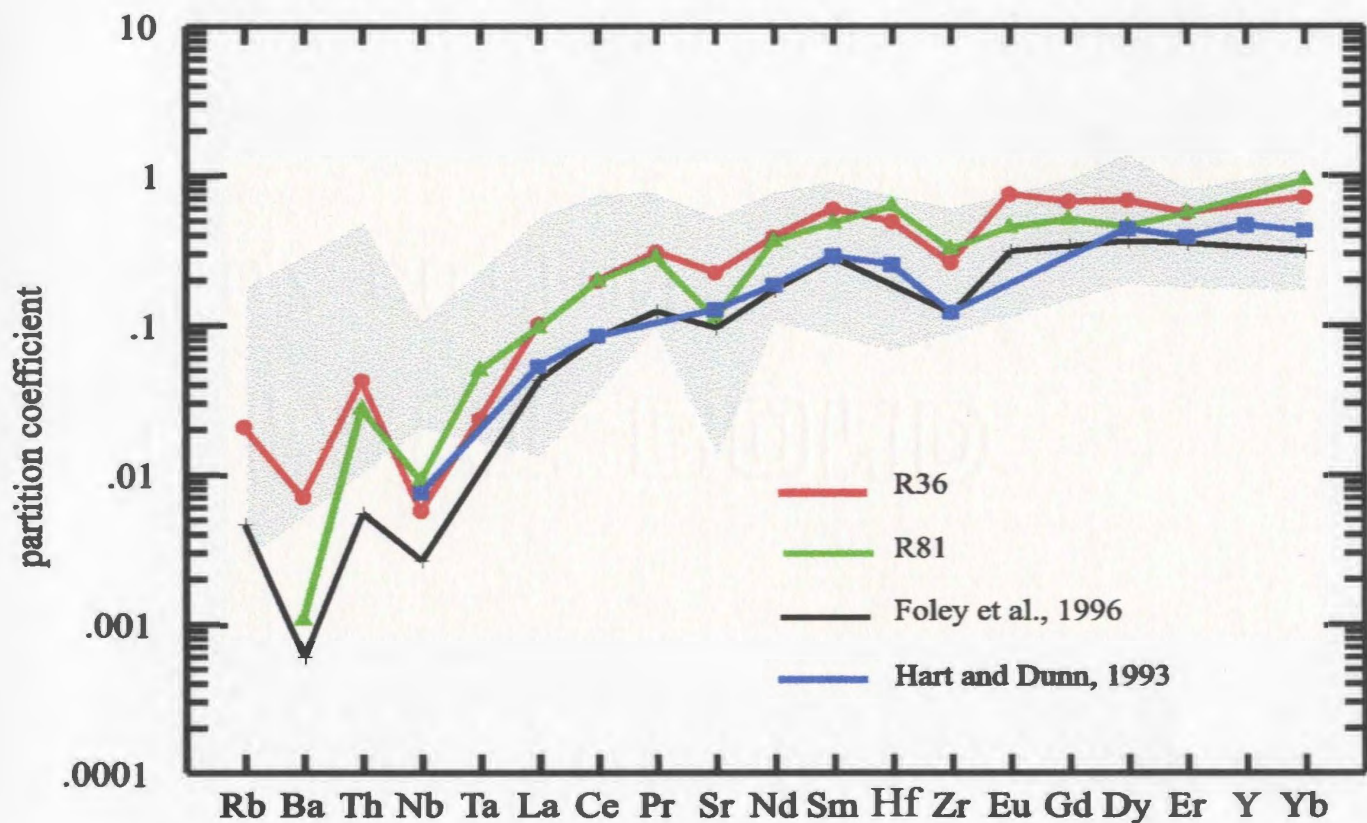 10
1
.1
.01
.001
.0001
partition coefficient
R36
R81
Foley et al., 1996
Hart and Dunn, 1993
Rb Ba Th Nb Ta La Ce Pr Sr Nd Sm Hf Zr Eu Gd Dy Er Y Yb